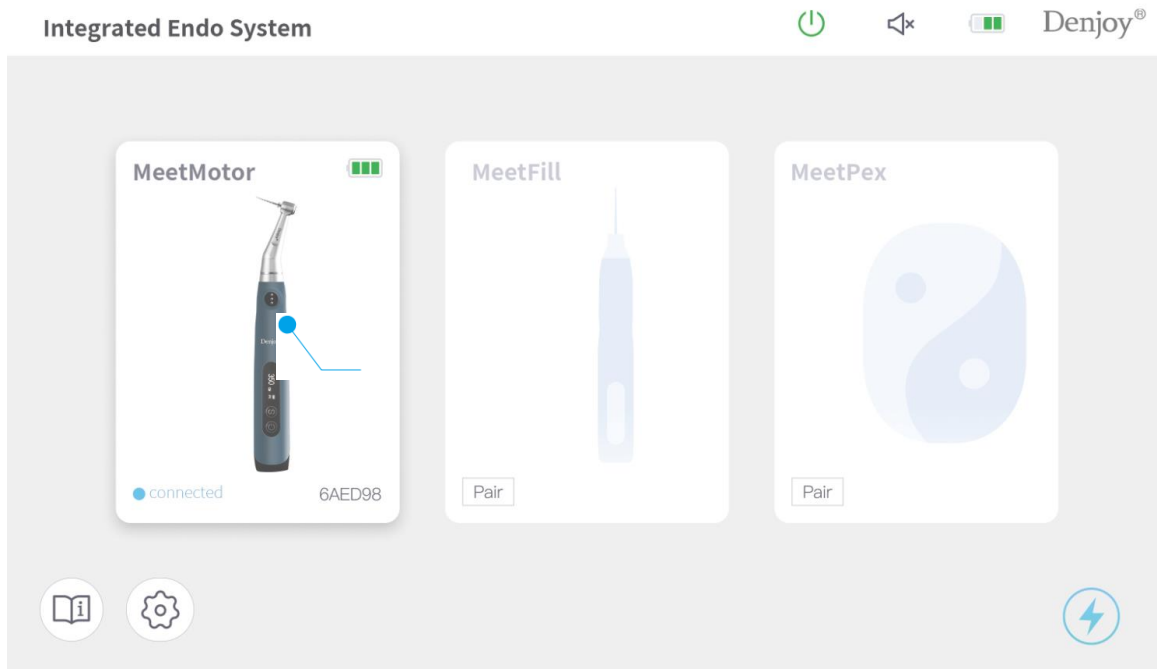 Integrated Endo System
Denjoy®
MeetMotor
MeetFill
MeetPex
connected
6AED98
Pair
Pair